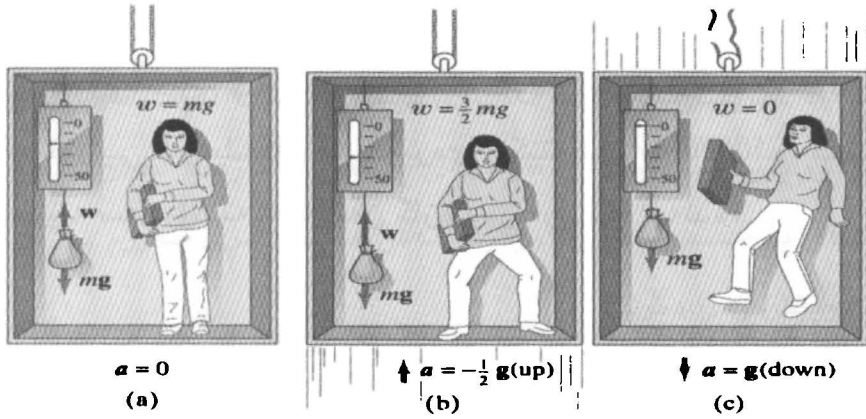 w = mg
0
50
w
mg
a = 0
(a)
w = 3/2 mg
0
50
w
mg
a = −1/2 g(up)
(b)
w = 0
0
50
mg
a = g(down)
(c)